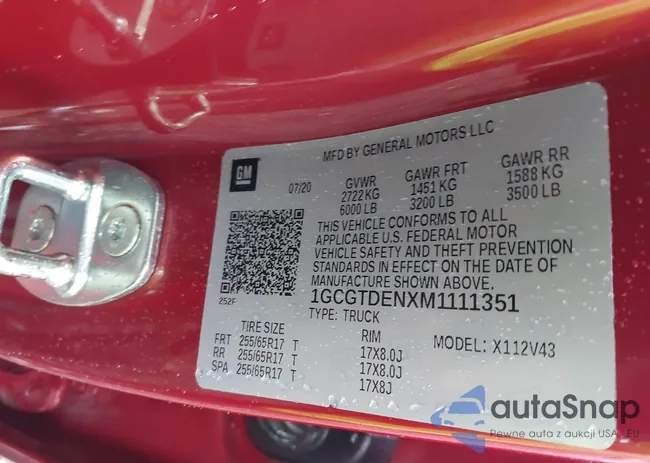 MFD BY GENERAL MOTORS LLC
GM
07/20 GVWR GAWR FRT GAWR RR
2722 KG 1451 KG 1588 KG
6000 LB 3200 LB 3500 LB
THIS VEHICLE CONFORMS TO ALL
APPLICABLE U.S. FEDERAL MOTOR
VEHICLE SAFETY AND THEFT PREVENTION
STANDARDS IN EFFECT ON THE DATE OF
MANUFACTURE SHOWN ABOVE.
252F
1GCGTDENXM1111351
TYPE: TRUCK
TIRE SIZE RIM MODEL: X112V43
FRT 255/65R17 T 17X8.0J
RR 255/65R17 T 17X8.0J
SPA 255/65R17 T 17X8J
autaSnap
Pewne auta z aukcji USA i EU